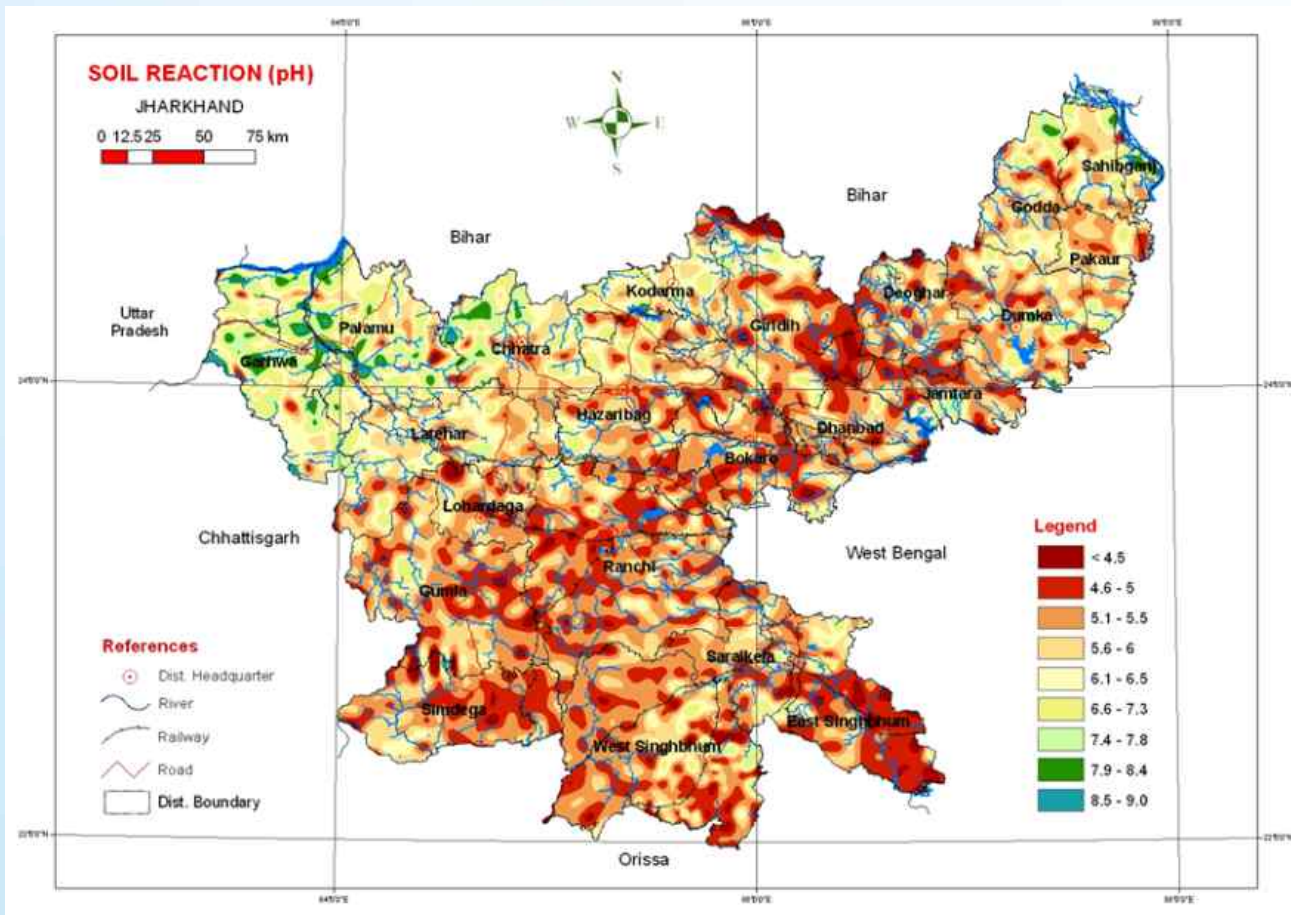 SOIL REACTION (pH)
JHARKHAND
0 12.5 25 50 75 km
N
W E
S
Bihar
Bihar
Sahibganj
Godda
Pakaur
Kodarma
Deoghar
Uttar
Pradesh
Palamu
Giridih
Dumka
Garhwa
Chhatra
Jamtara
Hazaribag
Latehar
Dhanbad
Bokaro
Lohardaga
Chhattisgarh
West Bengal
Ranchi
Gumla
Saraikela
Simdega
East Singhbhum
West Singhbhum
Orissa
References
Dist. Headquarter
River
Railway
Road
Dist. Boundary
Legend
< 4.5
4.6 - 5
5.1 - 5.5
5.6 - 6
6.1 - 6.5
6.6 - 7.3
7.4 - 7.8
7.9 - 8.4
8.5 - 9.0